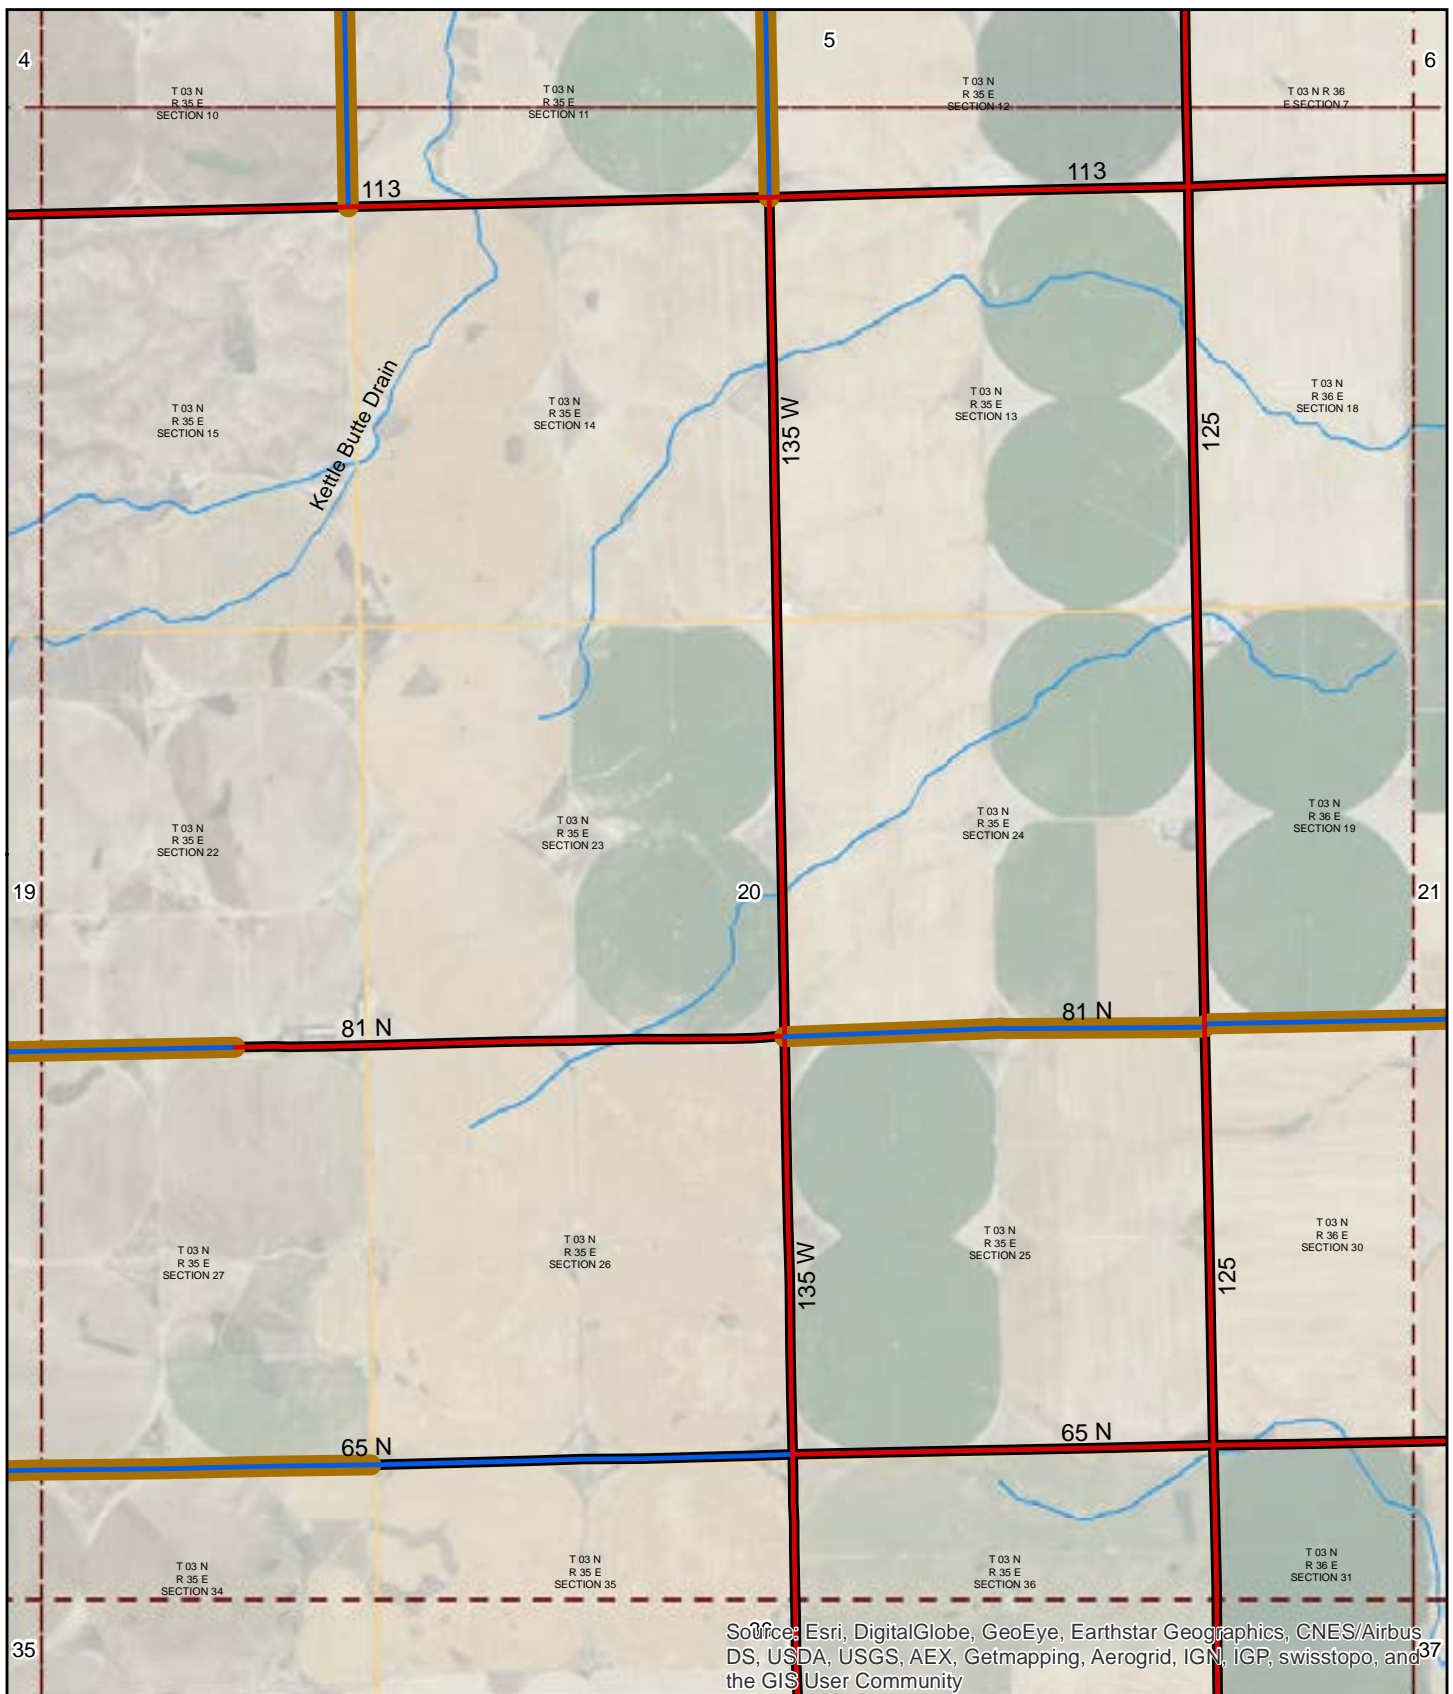 4
5
6
T 03 N
R 35 E
SECTION 10
T 03 N
R 35 E
SECTION 11
T 03 N
R 35 E
SECTION 12
T 03 N R 36
E SECTION 7
113
113
Kettle Butte Drain
T 03 N
R 35 E
SECTION 15
T 03 N
R 35 E
SECTION 14
135 W
T 03 N
R 35 E
SECTION 13
125
T 03 N
R 36 E
SECTION 18
T 03 N
R 35 E
SECTION 22
T 03 N
R 35 E
SECTION 23
T 03 N
R 35 E
SECTION 24
T 03 N
R 36 E
SECTION 19
19
20
21
81 N
81 N
T 03 N
R 35 E
SECTION 27
T 03 N
R 35 E
SECTION 26
135 W
T 03 N
R 35 E
SECTION 25
125
T 03 N
R 36 E
SECTION 30
65 N
65 N
T 03 N
R 35 E
SECTION 34
T 03 N
R 35 E
SECTION 35
T 03 N
R 35 E
SECTION 36
T 03 N
R 36 E
SECTION 31
35
37
Source: Esri, DigitalGlobe, GeoEye, Earthstar Geographics, CNES/Airbus
DS, USDA, USGS, AEX, Getmapping, Aerogrid, IGN, IGP, swisstopo, and
the GIS User Community